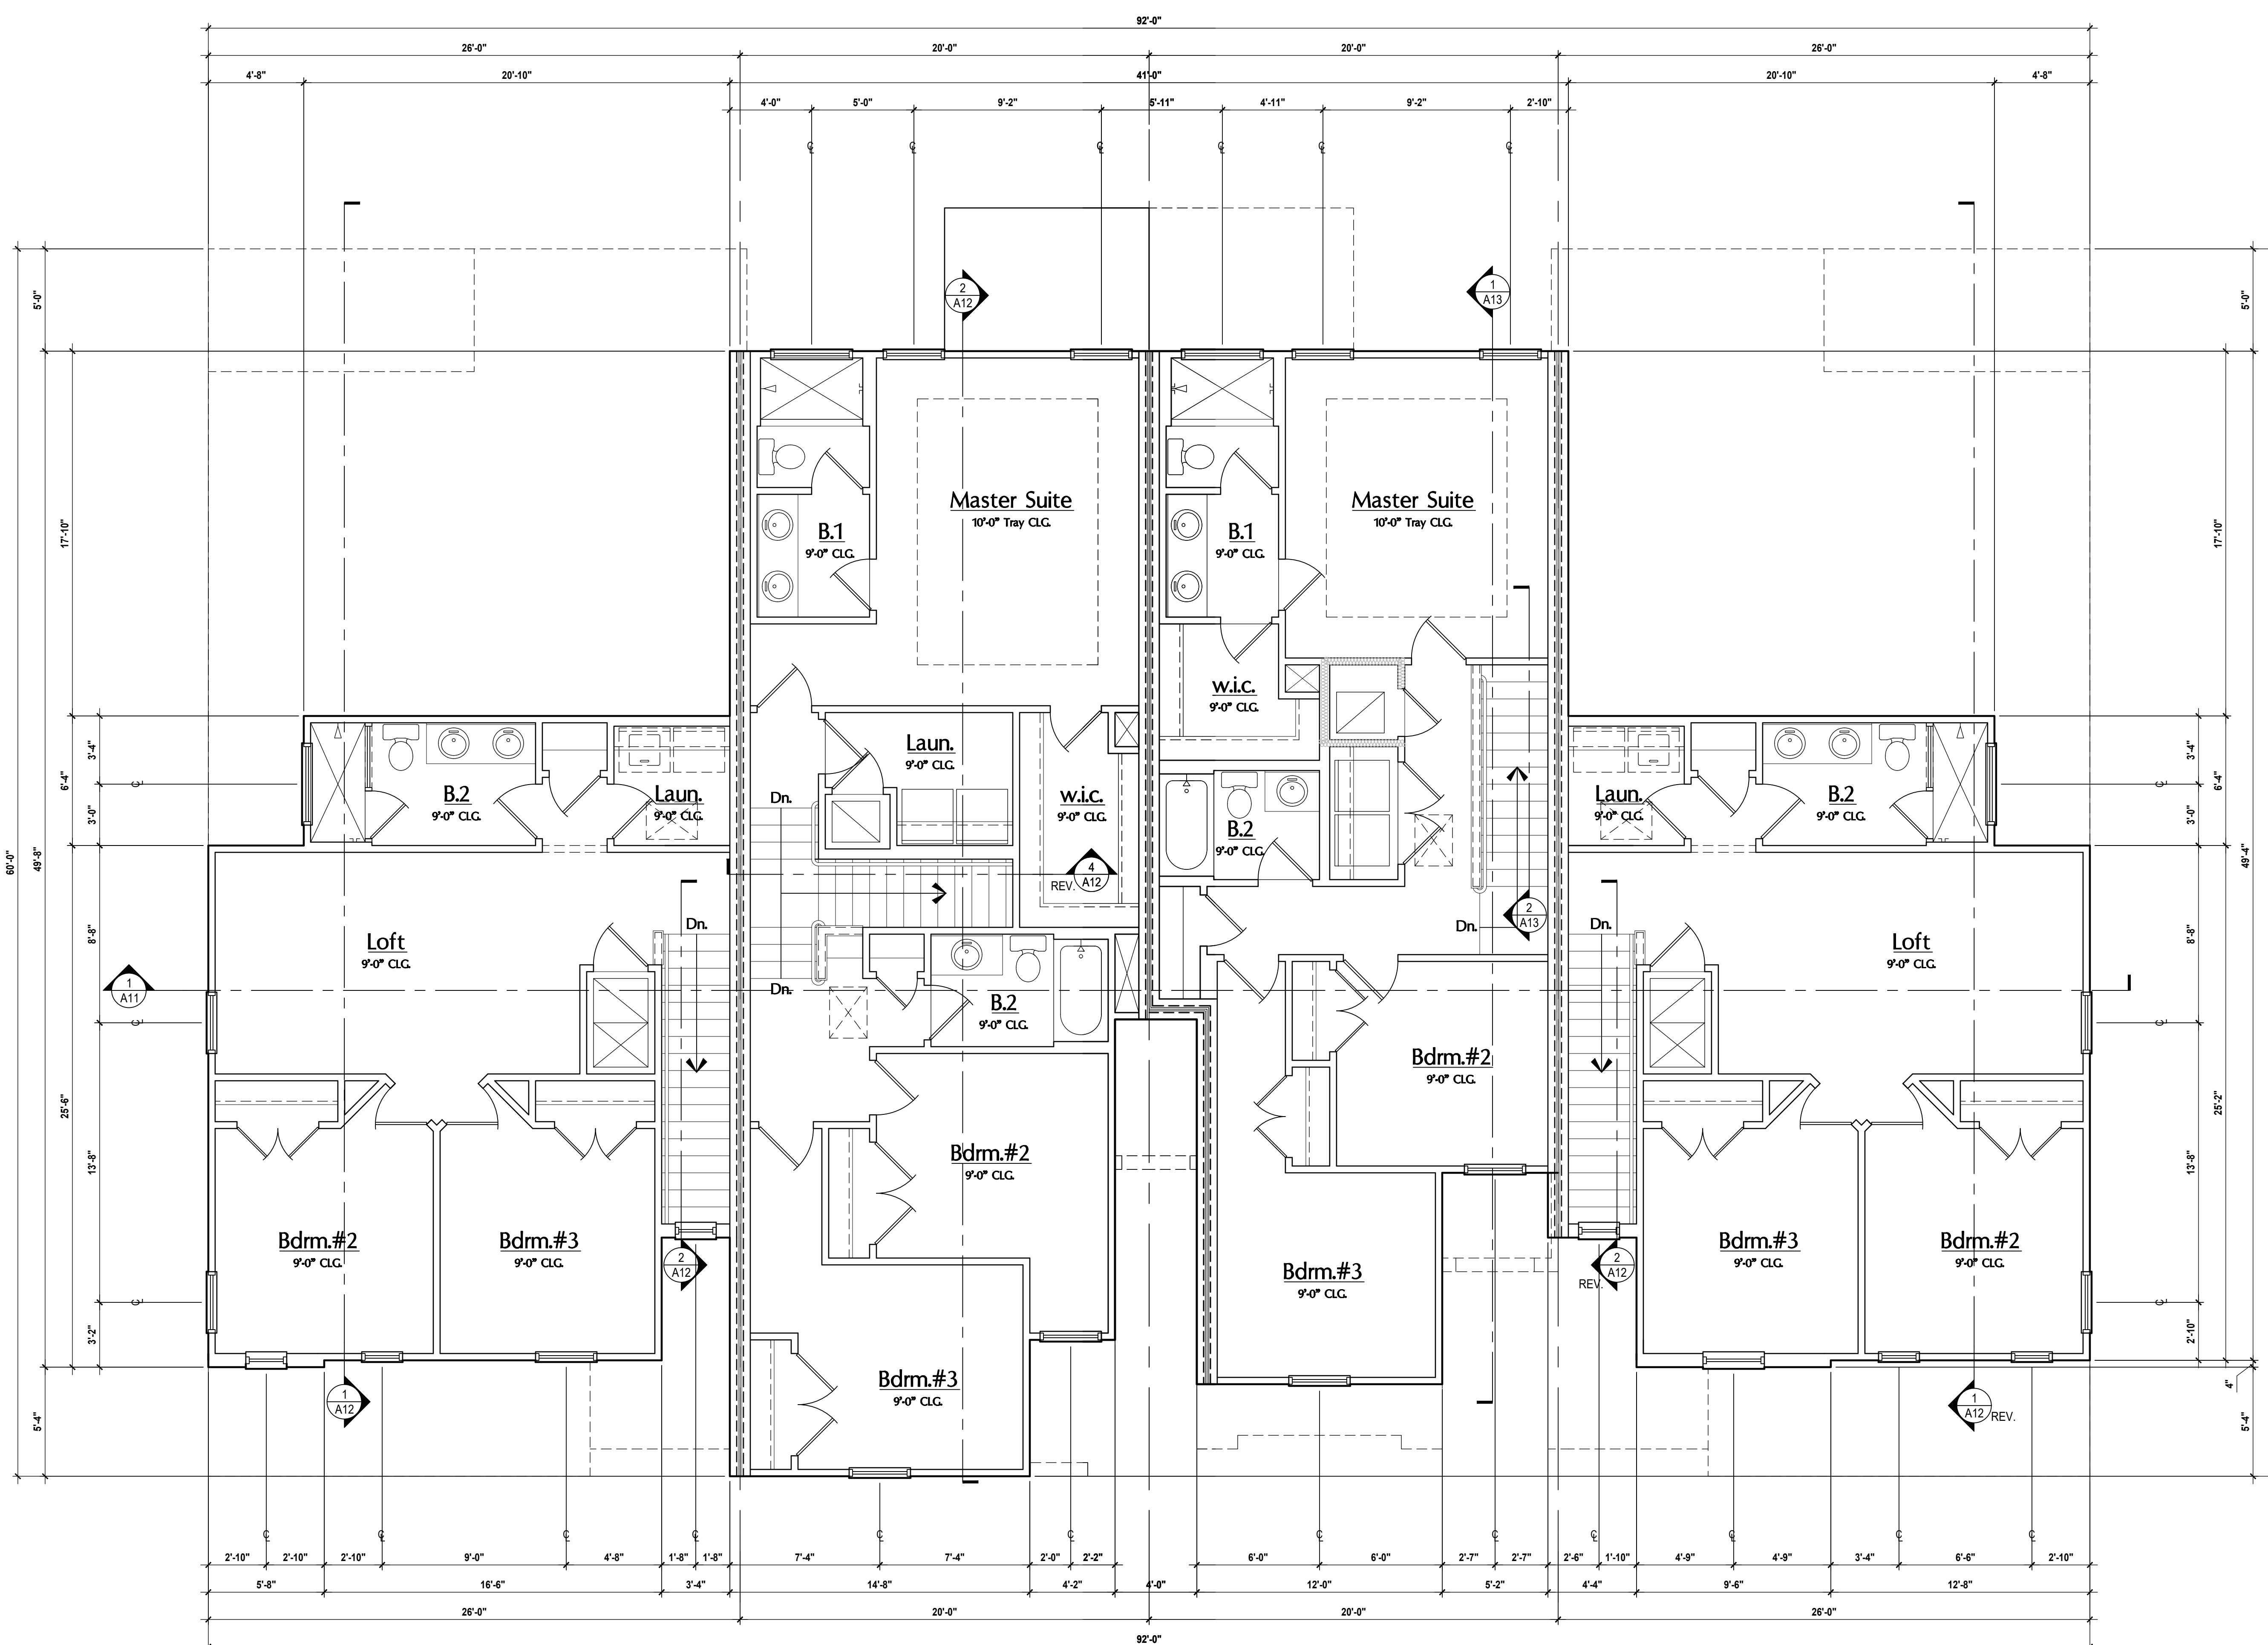 92'-0"
26'-0" 20'-0" 20'-0" 26'-0"
4'-8" 20'-10" 41'-0" 20'-10" 4'-8"
4'-0" 5'-0" 9'-2" 5'-11" 4'-11" 9'-2" 2'-10"
℄ ℄ ℄ ℄ ℄ ℄
2
A12
1
A13
5'-0" 5'-0"
17'-10" 17'-10"
Master Suite
10'-0" Tray CLG.
Master Suite
10'-0" Tray CLG.
B.1
9'-0" CLG.
B.1
9'-0" CLG.
w.i.c.
9'-0" CLG.
Laun.
9'-0" CLG.
3'-4" 3'-4"
6'-4" 6'-4"
3'-0" 3'-0"
B.2
9'-0" CLG.
Laun.
9'-0" CLG.
Dn.
w.i.c.
9'-0" CLG.
B.2
9'-0" CLG.
Laun.
9'-0" CLG.
B.2
9'-0" CLG.
60'-0" 49'-8" 49'-4"
4
A12
REV.
2
A13
Dn. Dn. Dn.
8'-8" 8'-8"
Loft
9'-0" CLG.
Loft
9'-0" CLG.
1
A11
Dn.
B.2
9'-0" CLG.
Bdrm.#2
9'-0" CLG.
25'-6" 25'-2"
13'-8" 13'-8"
Bdrm.#2
9'-0" CLG.
Bdrm.#2
9'-0" CLG.
Bdrm.#3
9'-0" CLG.
Bdrm.#3
9'-0" CLG.
Bdrm.#3
9'-0" CLG.
Bdrm.#2
9'-0" CLG.
2
A12
2
A12
REV.
3'-2" 2'-10"
Bdrm.#3
9'-0" CLG.
4"
1
A12
1
A12
REV.
5'-4" 5'-4"
℄ ℄ ℄ ℄ ℄ ℄ ℄ ℄ ℄ ℄ ℄ ℄
2'-10" 2'-10" 2'-10" 9'-0" 4'-8" 1'-8" 1'-8" 7'-4" 7'-4" 2'-0" 2'-2" 6'-0" 6'-0" 2'-7" 2'-7" 2'-6" 1'-10" 4'-9" 4'-9" 3'-4" 6'-6" 2'-10"
5'-8" 16'-6" 3'-4" 14'-8" 4'-2" 4'-0" 12'-0" 5'-2" 4'-4" 9'-6" 12'-8"
26'-0" 20'-0" 20'-0" 26'-0"
92'-0"